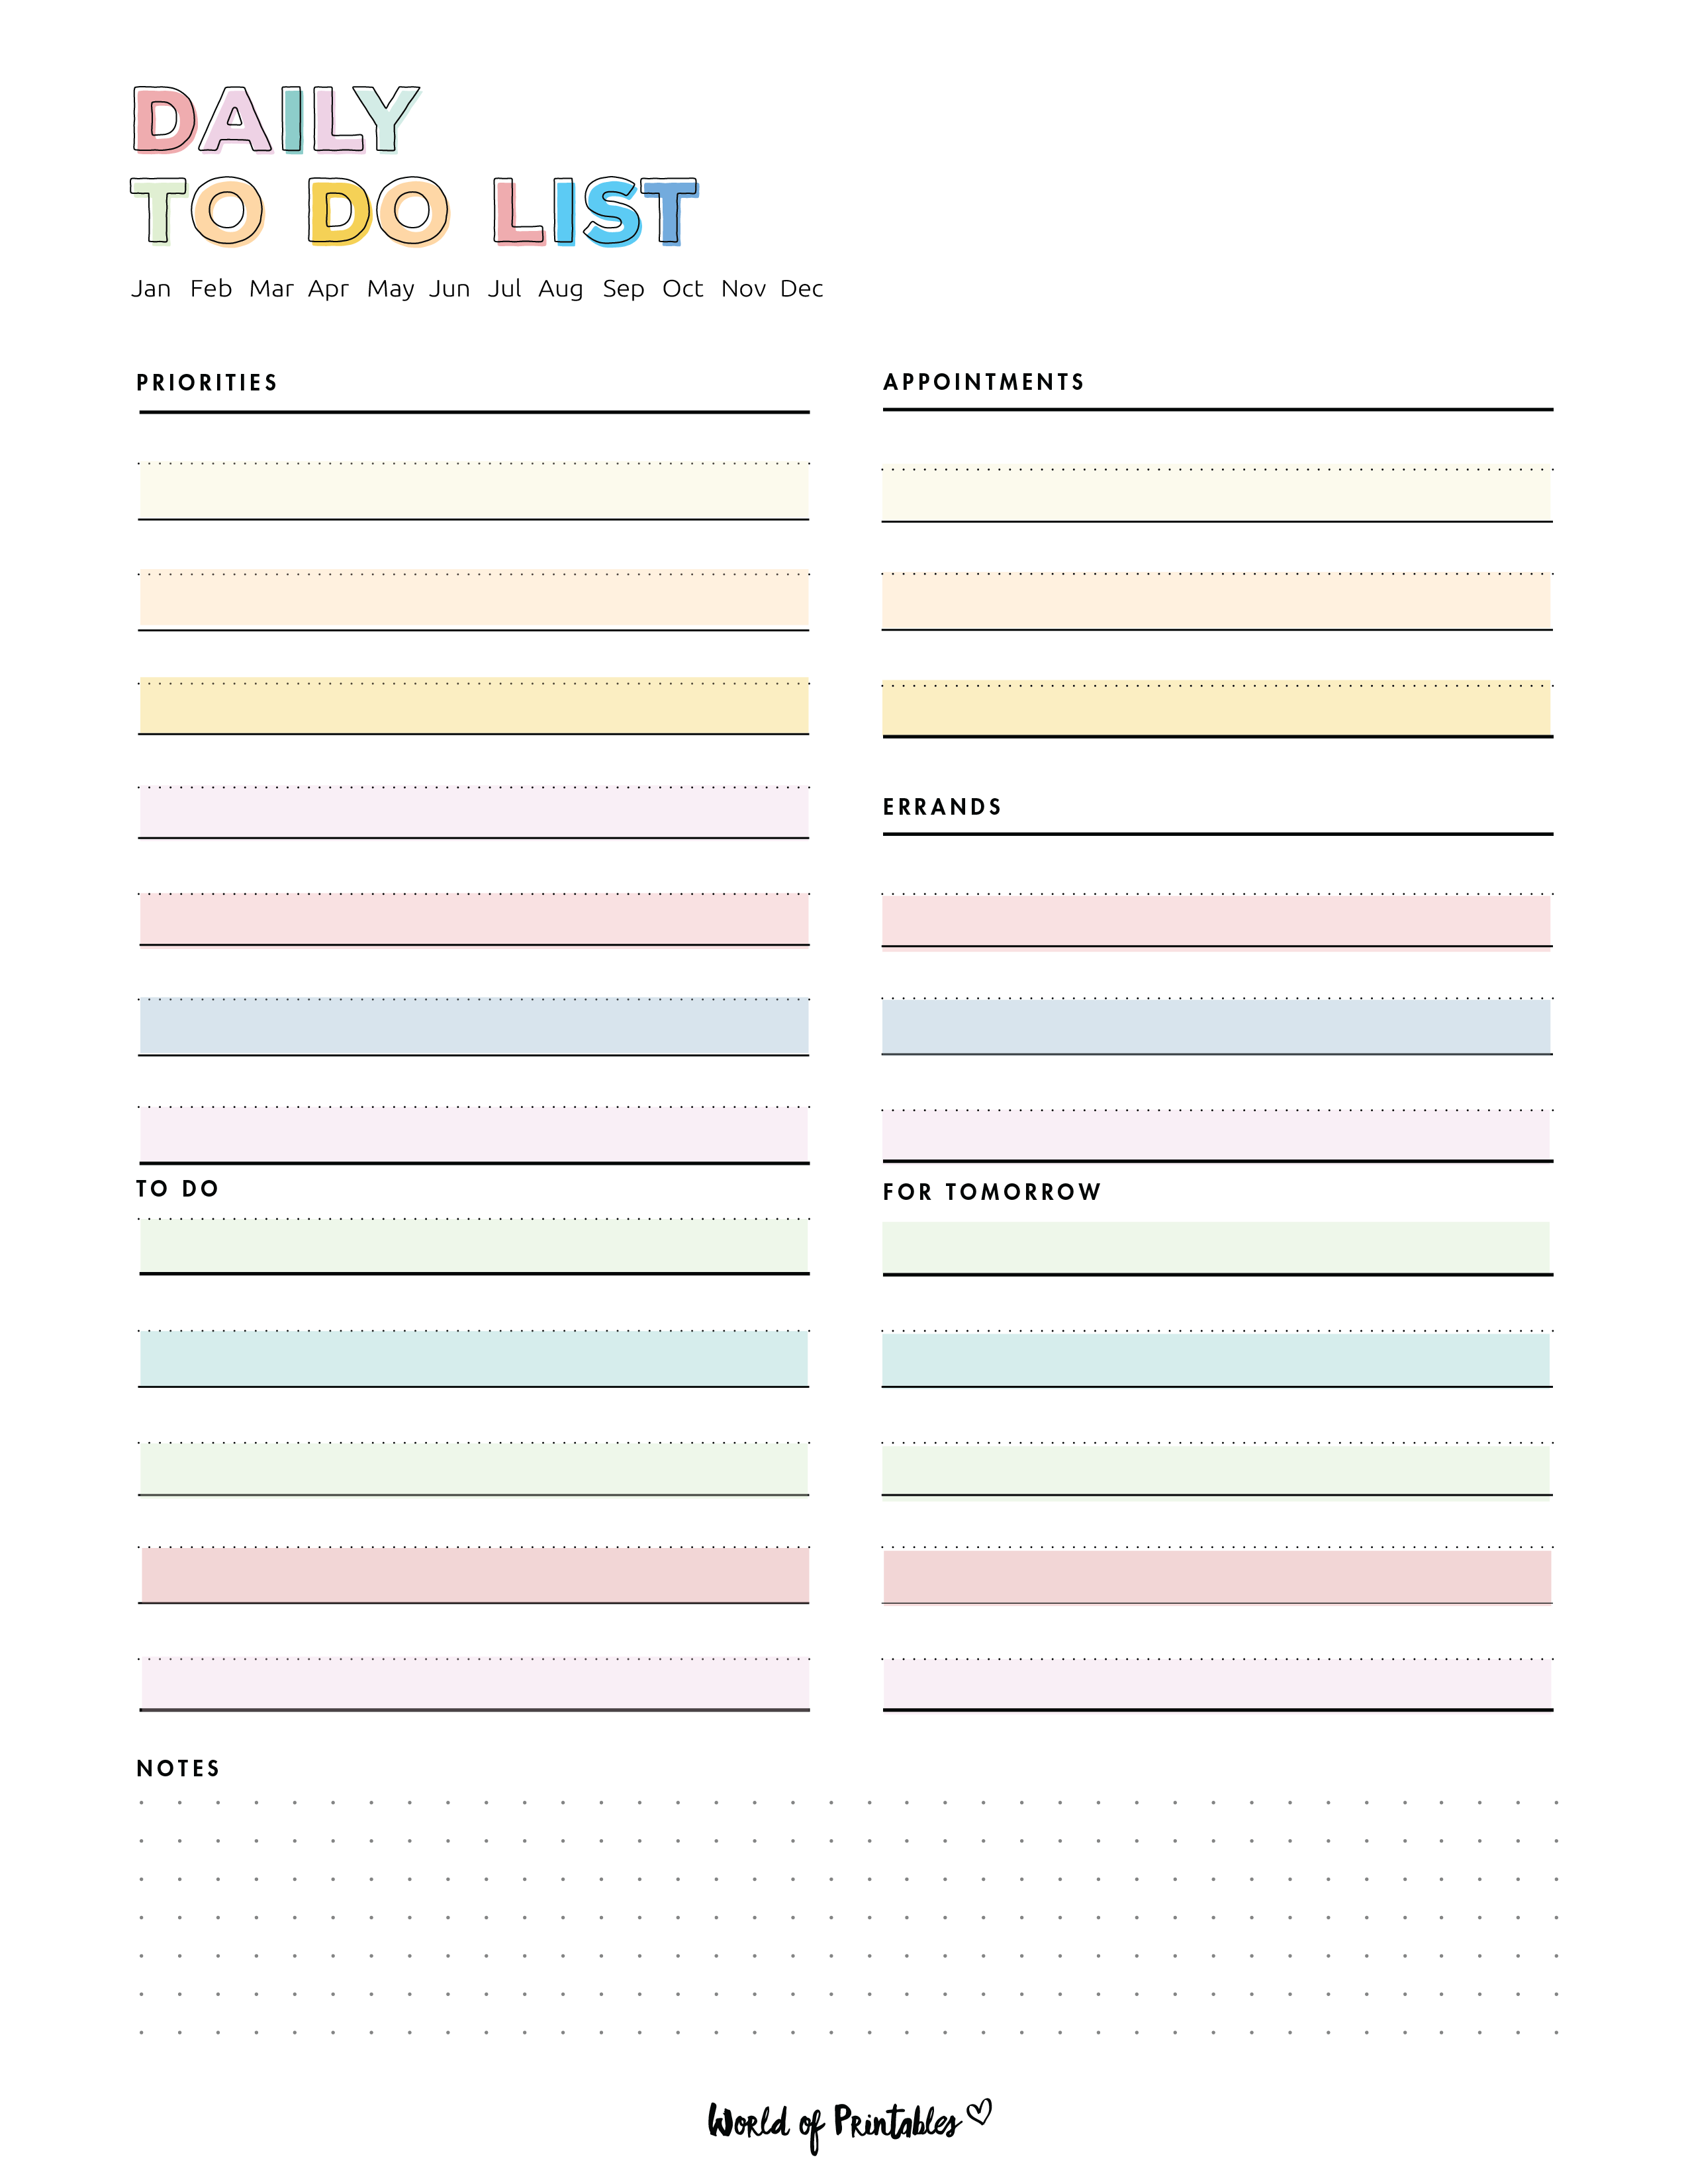 DAILY
TO DO LIST
Jan Feb Mar Apr May Jun Jul Aug Sep Oct Nov Dec
PRIORITIES
APPOINTMENTS
ERRANDS
TO DO
FOR TOMORROW
NOTES
World of Printables